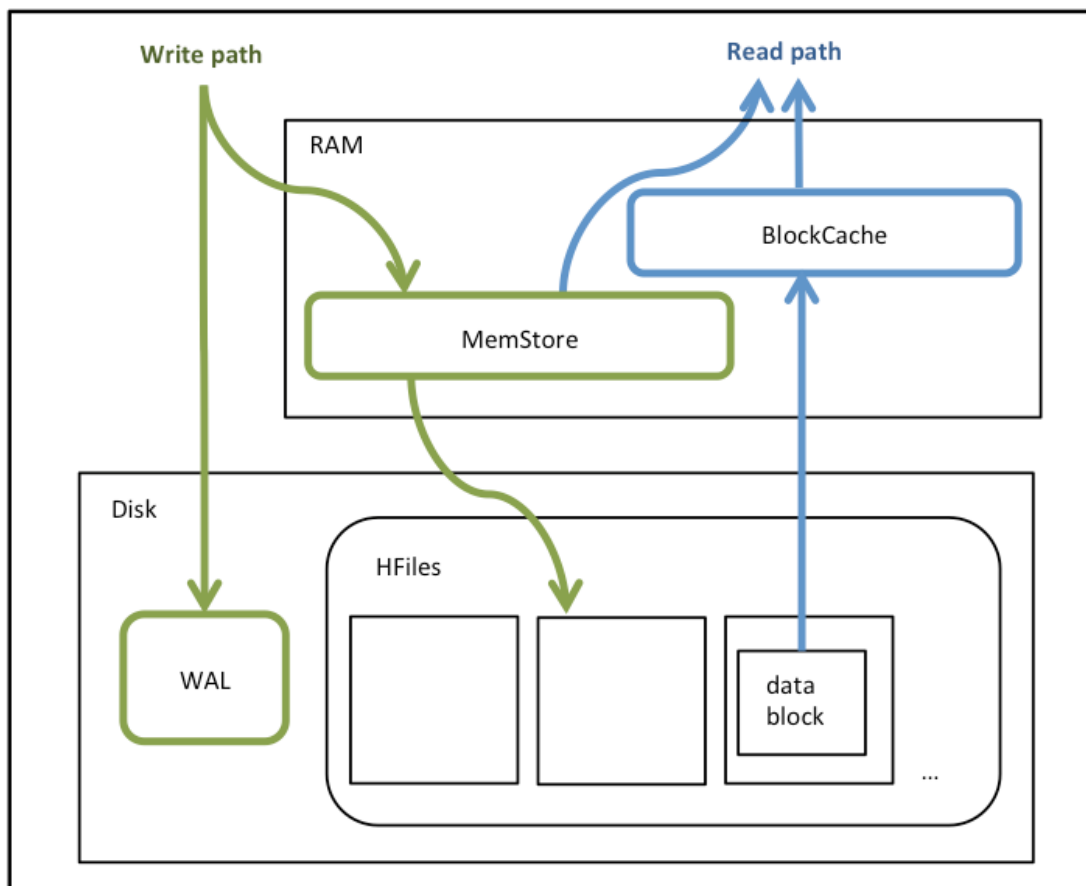 Write path
Read path
RAM
BlockCache
MemStore
Disk
HFiles
WAL
data
block
...